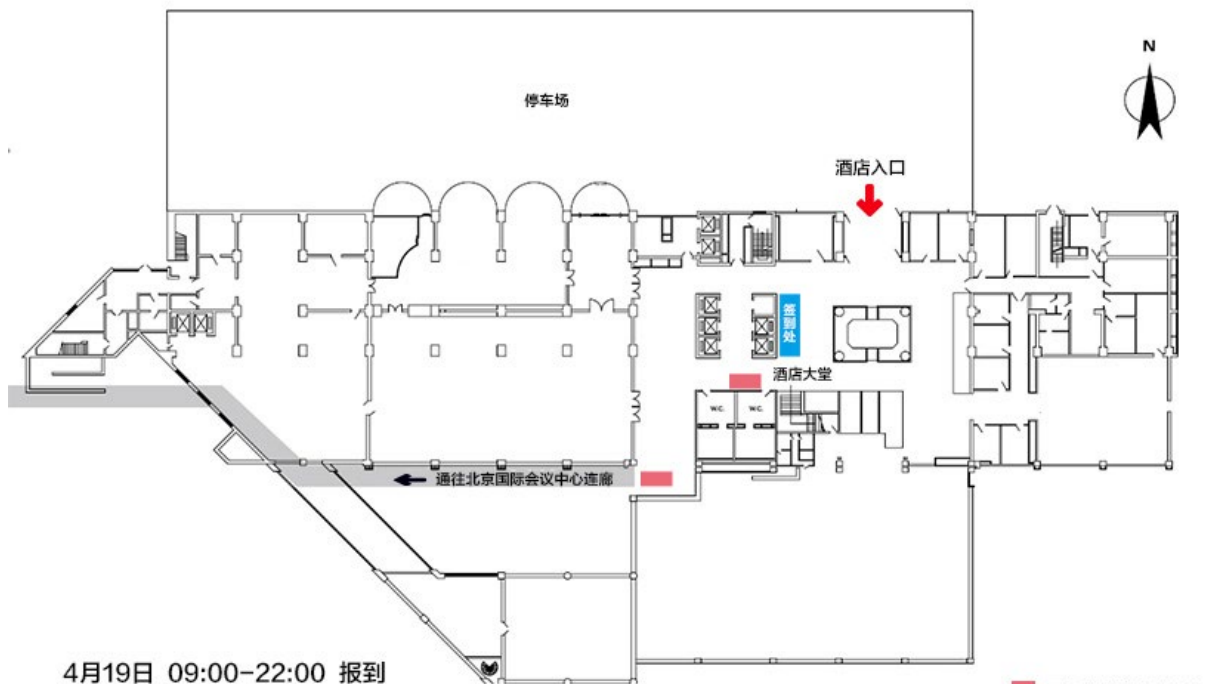 N
停车场
酒店入口
签到处
酒店大堂
W.C.
W.C.
通往北京国际会议中心连廊
4月19日 09:00-22:00 报到